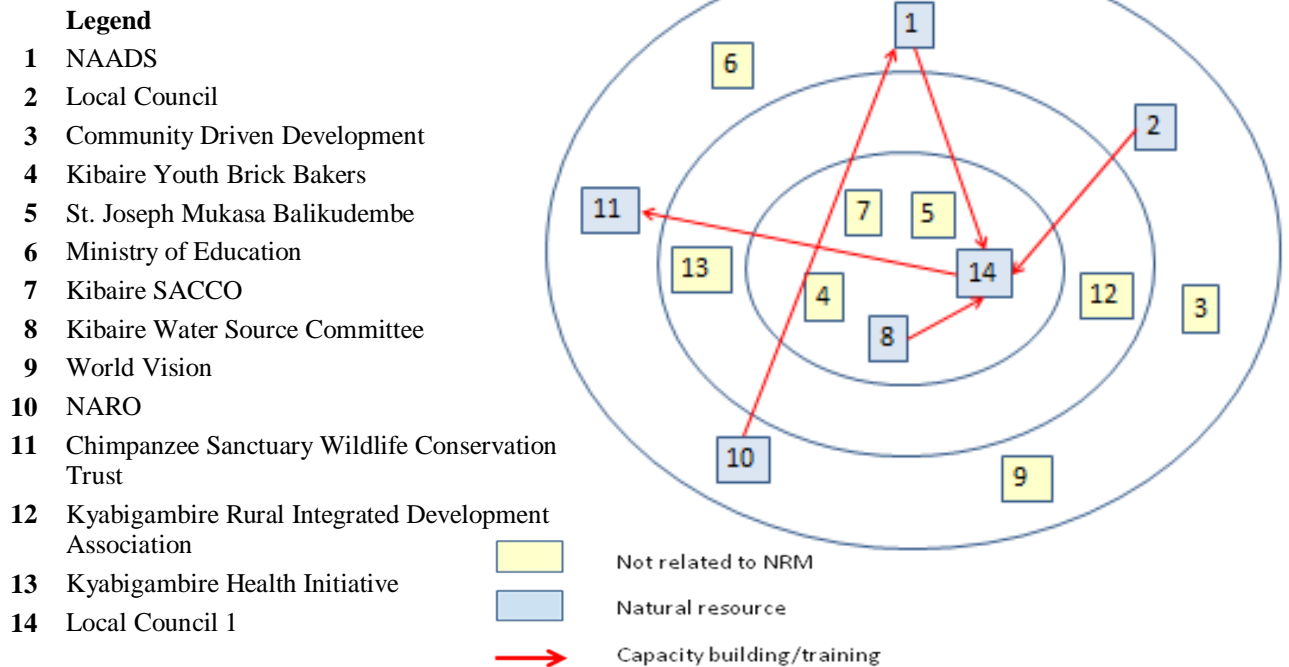 Legend
1 NAADS
2 Local Council
3 Community Driven Development
4 Kibaire Youth Brick Bakers
5 St. Joseph Mukasa Balikudembe
6 Ministry of Education
7 Kibaire SACCO
8 Kibaire Water Source Committee
9 World Vision
10 NARO
11 Chimpanzee Sanctuary Wildlife Conservation
Trust
12 Kyabigambire Rural Integrated Development
Association
13 Kyabigambire Health Initiative
14 Local Council 1
1
6
2
11
7
5
13
14
4
12
3
8
10
9
Not related to NRM
Natural resource
Capacity building/training